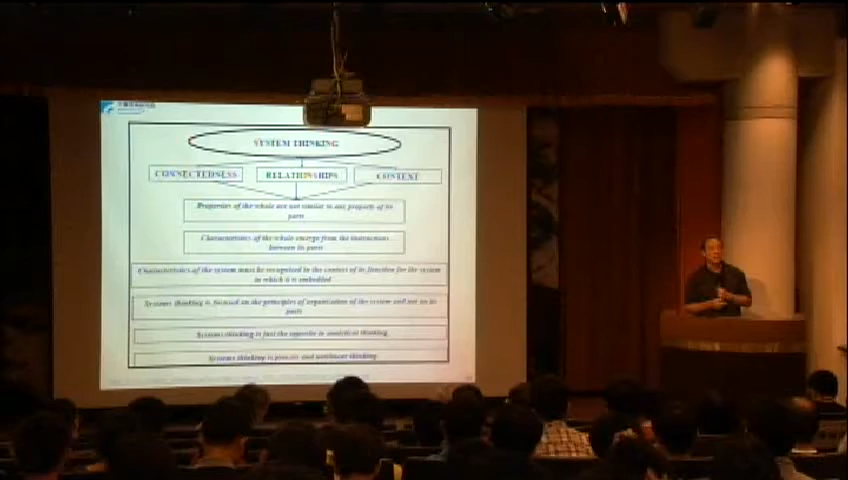 SYSTEM THINKING
CONNECTEDNESS
RELATIONSHIPS
CONTEXT
Properties of the whole are not similar to any property of its
parts
Characteristics of the whole emerge from the interactions
between its parts
Characteristics of the system must be recognized in the context of its function for the system
in which it is embedded
Systems thinking is focused on the principles of organization of the system and not on its
parts
Systems thinking is just the opposite to analytical thinking
Systems thinking is process and nonlinear thinking